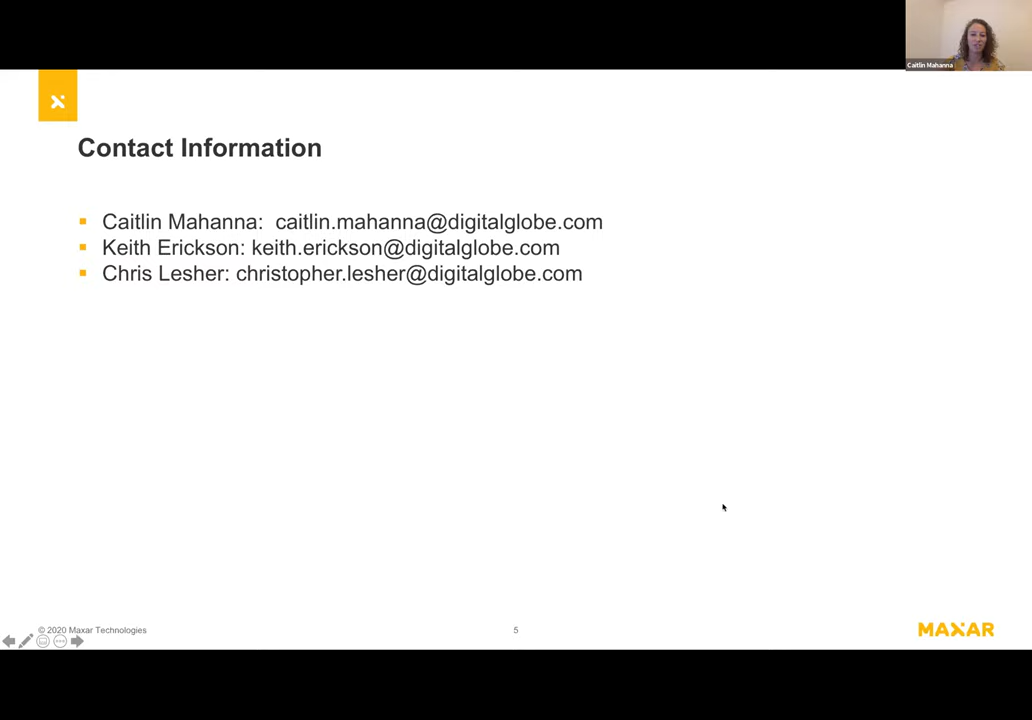 Caitlin Mahanna
Contact Information
Caitlin Mahanna:  caitlin.mahanna@digitalglobe.com
Keith Erickson: keith.erickson@digitalglobe.com
Chris Lesher: christopher.lesher@digitalglobe.com
© 2020 Maxar Technologies
5
MAXAR